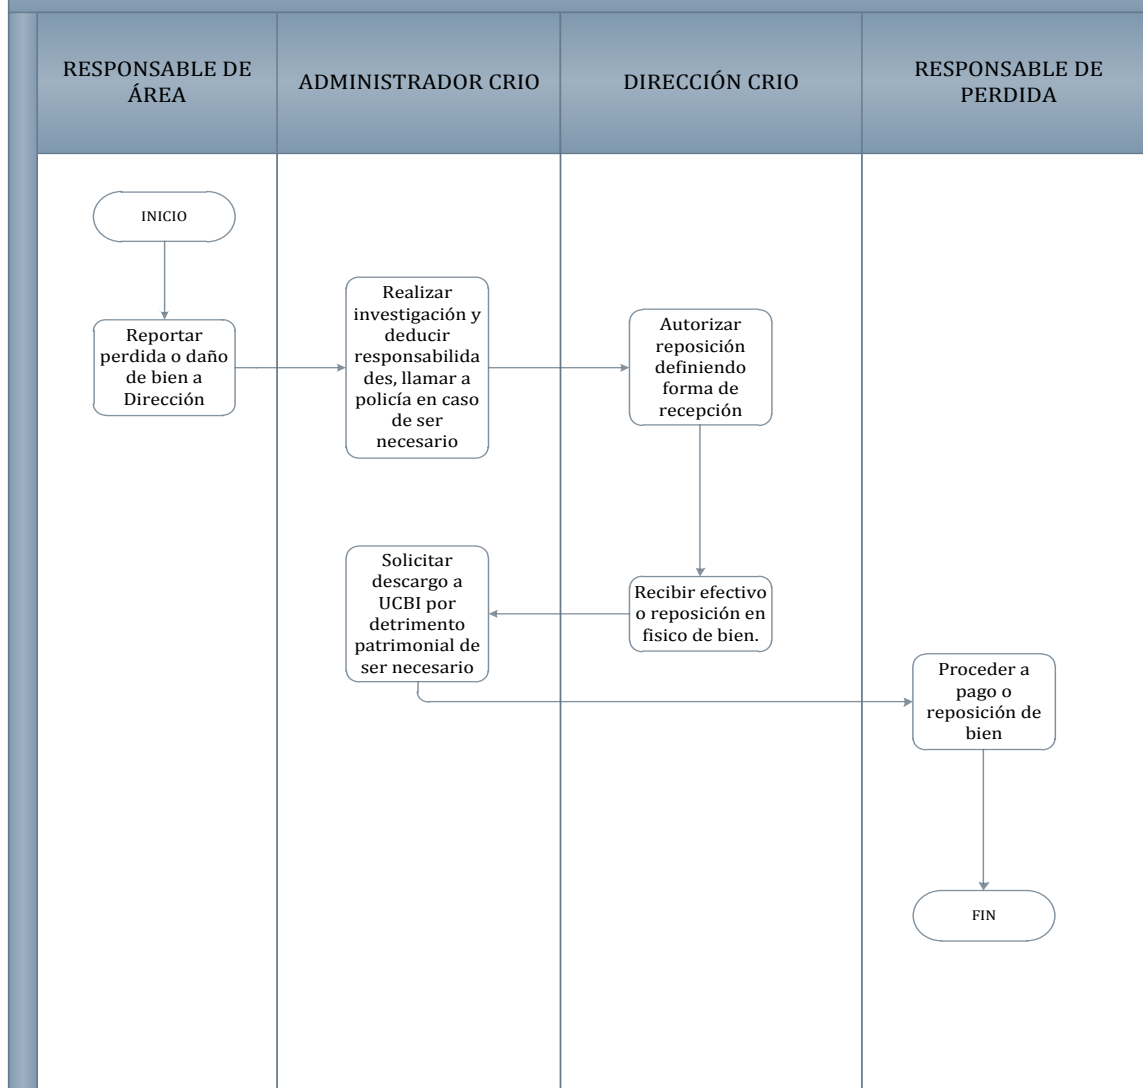 RESPONSABLE DE
ÁREA
ADMINISTRADOR CRIO
DIRECCIÓN CRIO
RESPONSABLE DE
PERDIDA
INICIO
Reportar
perdida o daño
de bien a
Dirección
Realizar
investigación y
deducir
responsabilida
des, llamar a
policía en caso
de ser
necesario
Autorizar
reposición
definiendo
forma de
recepción
Recibir efectivo
o reposición en
fisico de bien.
Solicitar
descargo a
UCBI por
detrimento
patrimonial de
ser necesario
Proceder a
pago o
reposición de
bien
FIN